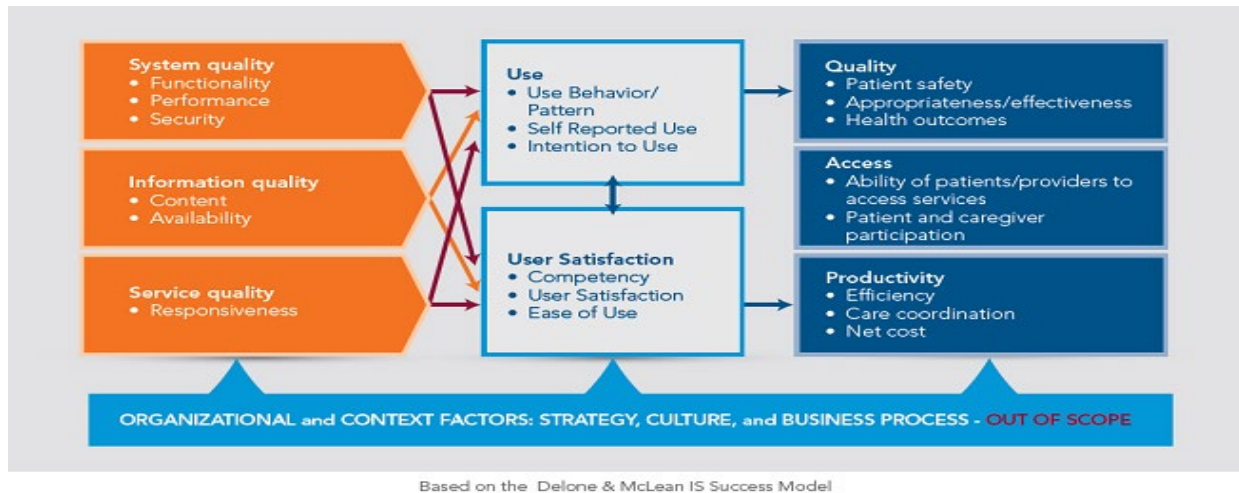 System quality
• Functionality
• Performance
• Security
Information quality
• Content
• Availability
Service quality
• Responsiveness
Use
• Use Behavior/
Pattern
• Self Reported Use
• Intention to Use
User Satisfaction
• Competency
• User Satisfaction
• Ease of Use
Quality
• Patient safety
• Appropriateness/effectiveness
• Health outcomes
Access
• Ability of patients/providers to
access services
• Patient and caregiver
participation
Productivity
• Efficiency
• Care coordination
• Net cost
ORGANIZATIONAL and CONTEXT FACTORS: STRATEGY, CULTURE, and BUSINESS PROCESS - OUT OF SCOPE
Based on the Delone & McLean IS Success Model